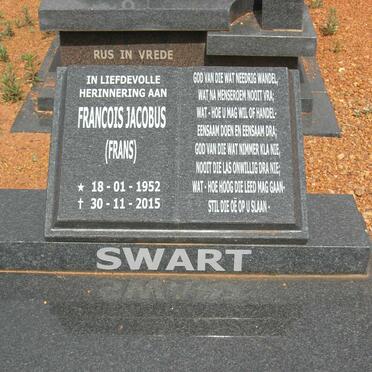 RUS IN VREDE
IN LIEFDEVOLLE
HERINNERING AAN
FRANCOIS JACOBUS
(FRANS)
★ 18 - 01 - 1952
† 30 - 11 - 2015
GOD VAN DIE WAT NEEDRIG WANDEL,
WAT NA MENSEROEM NOOIT VRA;
WAT - HOE U MAG WIL OF HANDEL-
EENSAAM DOEN EN EENSAAM DRA;
GOD VAN DIE WAT NIMMER KLA NIE,
NOOIT DIE LAS ONWILLIG DRA NIE;
WAT - HOE HOOG DIE LEED MAG GAAN-
STIL DIE OË OP U SLAAN -
SWART